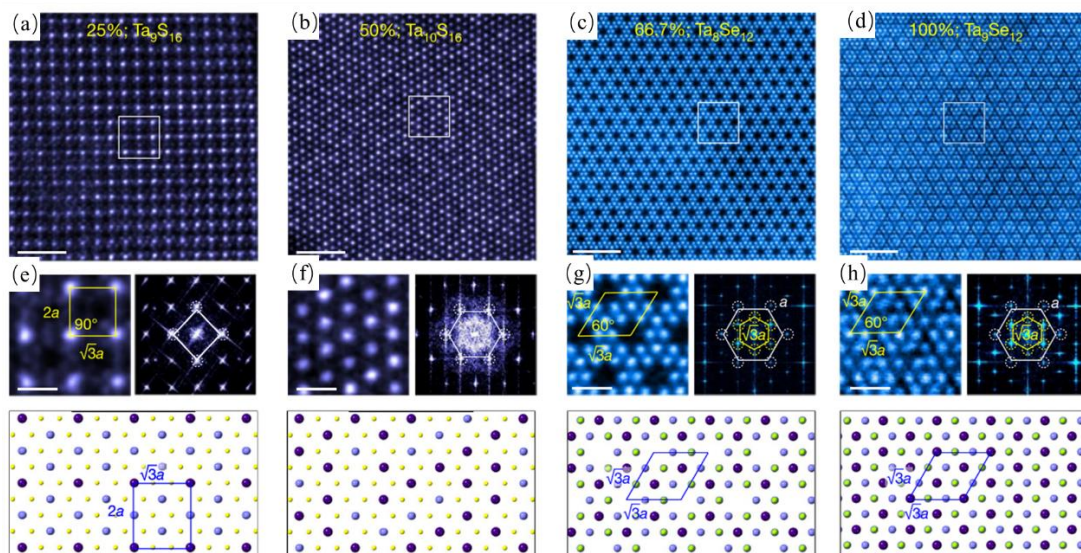 (a) 25%; Ta₉S₁₆
(b) 50%; Ta₁₀S₁₆
(c) 66.7%; Ta₈Se₁₂
(d) 100%; Ta₉Se₁₂
(e) 2a 90° √3a
(f)
(g) √3a 60° √3a a √3a
(h) √3a 60° √3a a √3a
√3a
2a
√3a
√3a
√3a
√3a